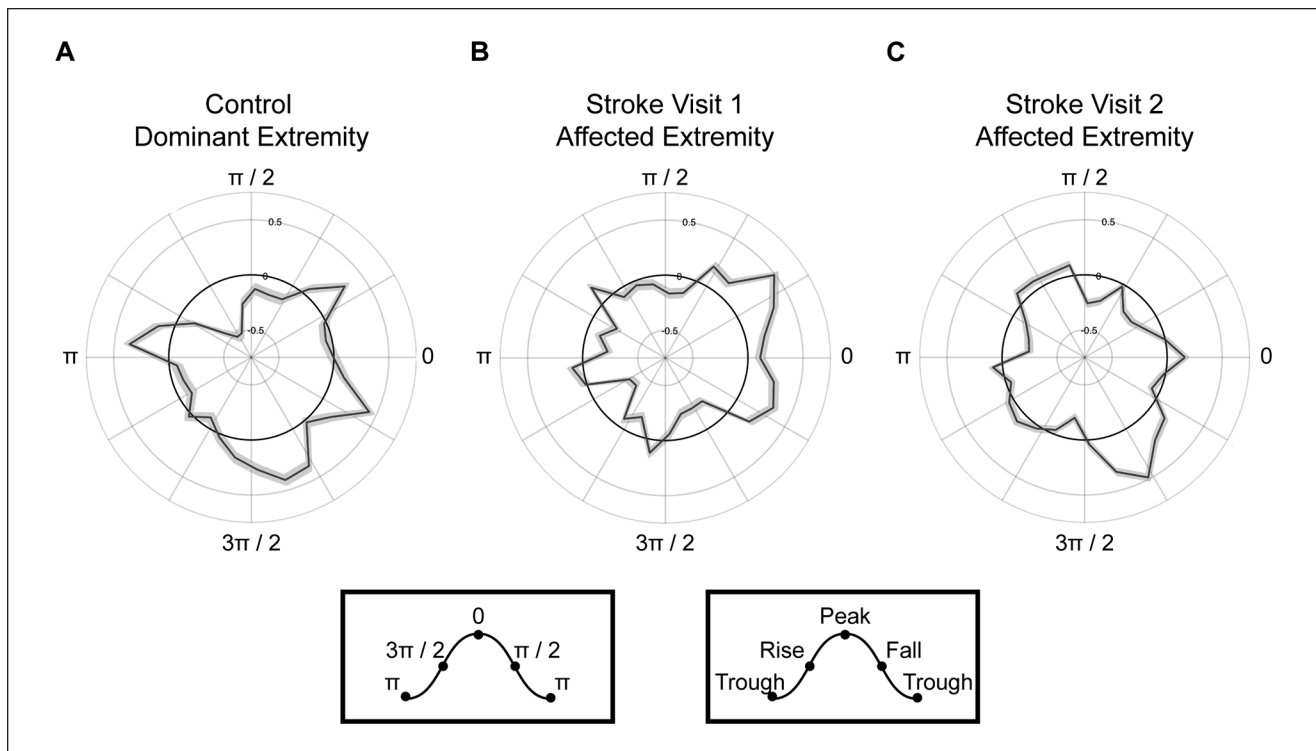 A
B
C
Control
Dominant Extremity
Stroke Visit 1
Affected Extremity
Stroke Visit 2
Affected Extremity
π / 2
0.5
0
-0.5
π
0
3π / 2
π / 2
0.5
0
-0.5
π
0
3π / 2
π / 2
0.5
0
-0.5
π
0
3π / 2
0
3π / 2
π / 2
π
π
Peak
Rise
Fall
Trough
Trough